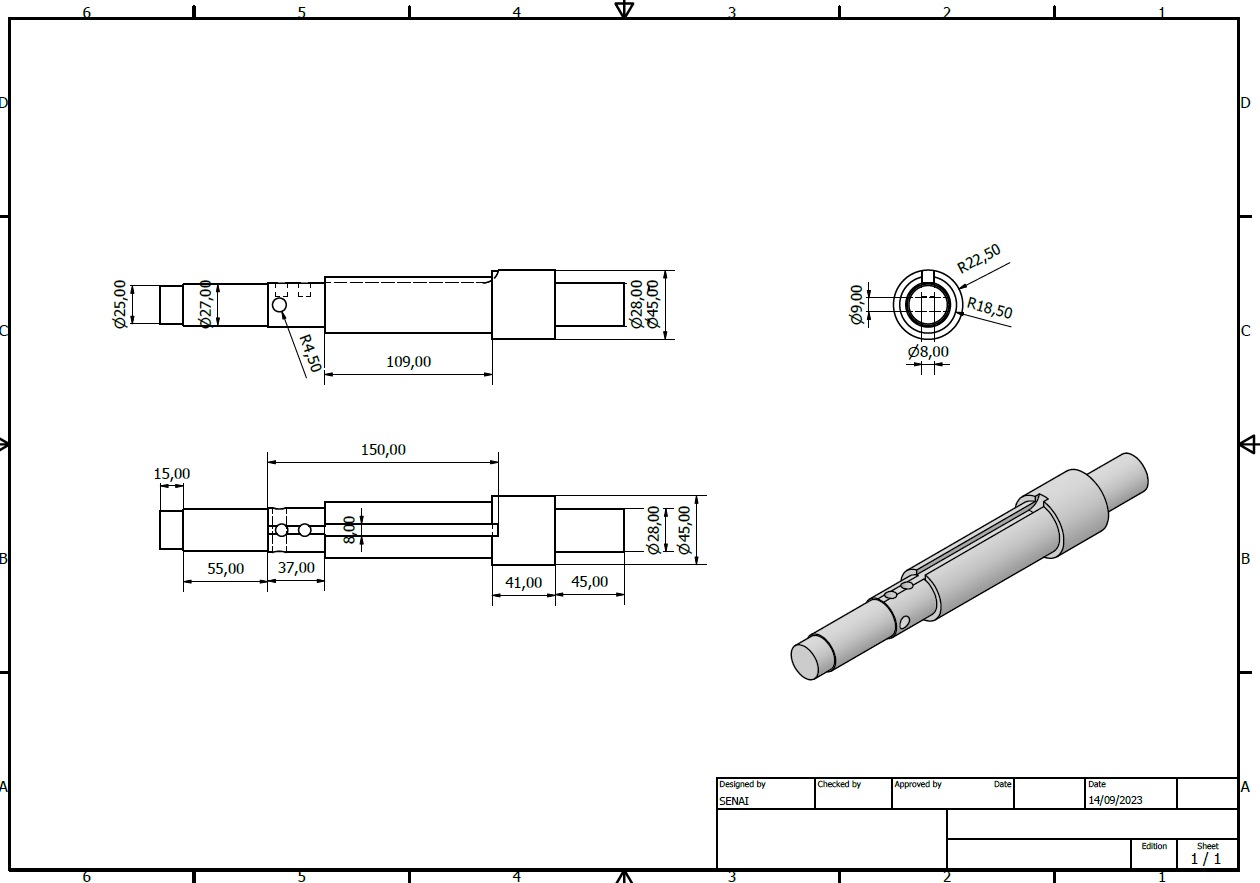 6 5 4 3 2 1
D D
Ø25,00
Ø27,00
R4,50
109,00
Ø28,00
Ø45,00
R22,50
R18,50
Ø9,00
Ø8,00
C C
150,00
15,00
8,00
Ø28,00
Ø45,00
55,00
37,00
41,00
45,00
B B
A A
Designed by Checked by Approved by Date Date
SENAI 14/09/2023
Edition Sheet
1 / 1
6 5 4 3 2 1